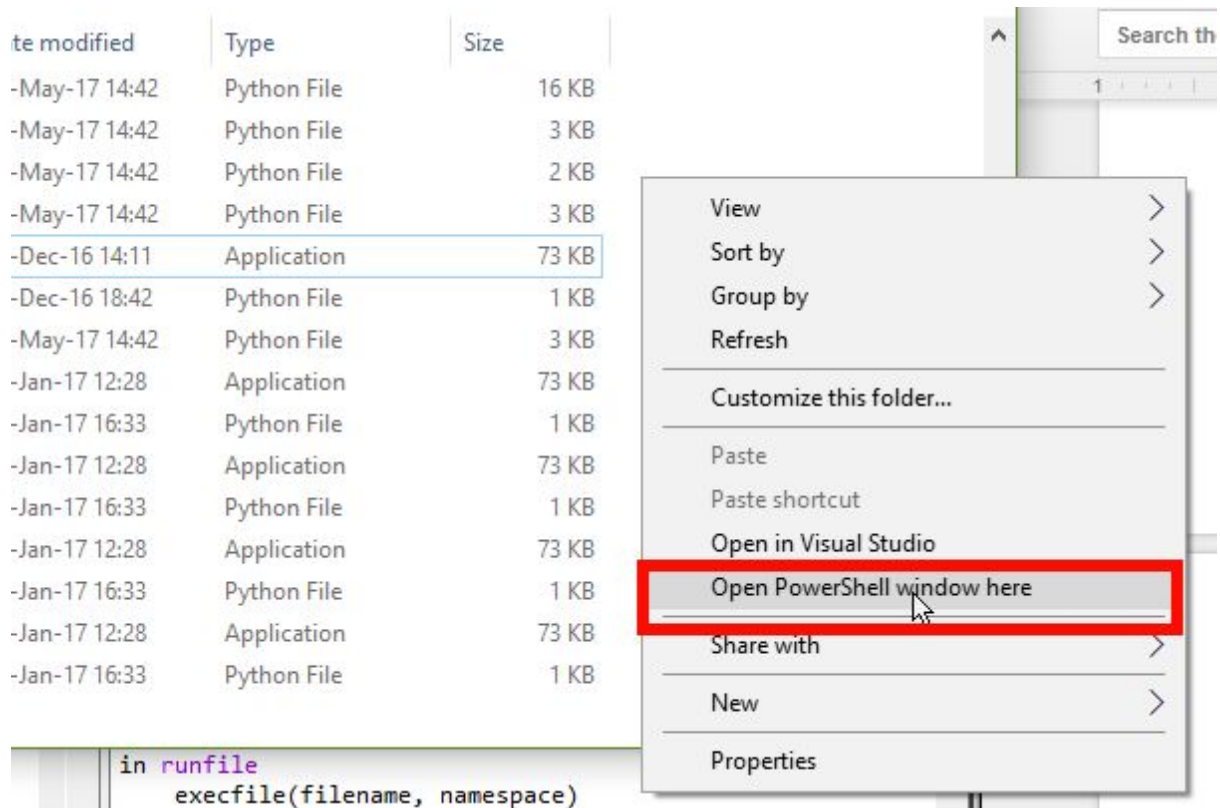 te modified Type Size
-May-17 14:42 Python File 16 KB
-May-17 14:42 Python File 3 KB
-May-17 14:42 Python File 2 KB
-May-17 14:42 Python File 3 KB
-Dec-16 14:11 Application 73 KB
-Dec-16 18:42 Python File 1 KB
-May-17 14:42 Python File 3 KB
-Jan-17 12:28 Application 73 KB
-Jan-17 16:33 Python File 1 KB
-Jan-17 12:28 Application 73 KB
-Jan-17 16:33 Python File 1 KB
-Jan-17 12:28 Application 73 KB
-Jan-17 16:33 Python File 1 KB
-Jan-17 12:28 Application 73 KB
-Jan-17 16:33 Python File 1 KB
Search th
1
View
Sort by
Group by
Refresh
Customize this folder...
Paste
Paste shortcut
Open in Visual Studio
Open PowerShell window here
Share with
New
Properties
in runfile
execfile(filename, namespace)